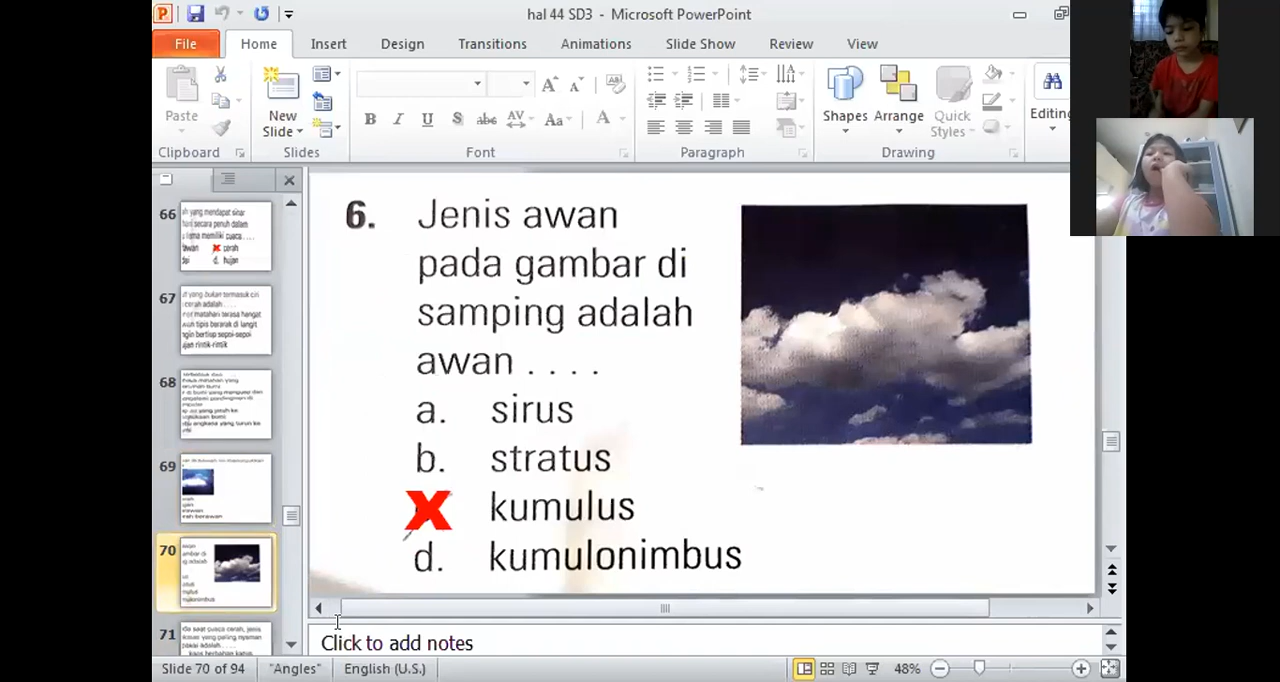 hal 44 SD3 - Microsoft PowerPoint
File Home Insert Design Transitions Animations Slide Show Review View
Paste
New
Slide
Shapes Arrange Quick
Styles
Editing
Clipboard Slides Font Paragraph Drawing
66
67
68
69
70
71
6. Jenis awan
pada gambar di
samping adalah
awan . . . .
a. sirus
b. stratus
X kumulus
d. kumulonimbus
Click to add notes
Slide 70 of 94 "Angles" English (U.S.) 48%